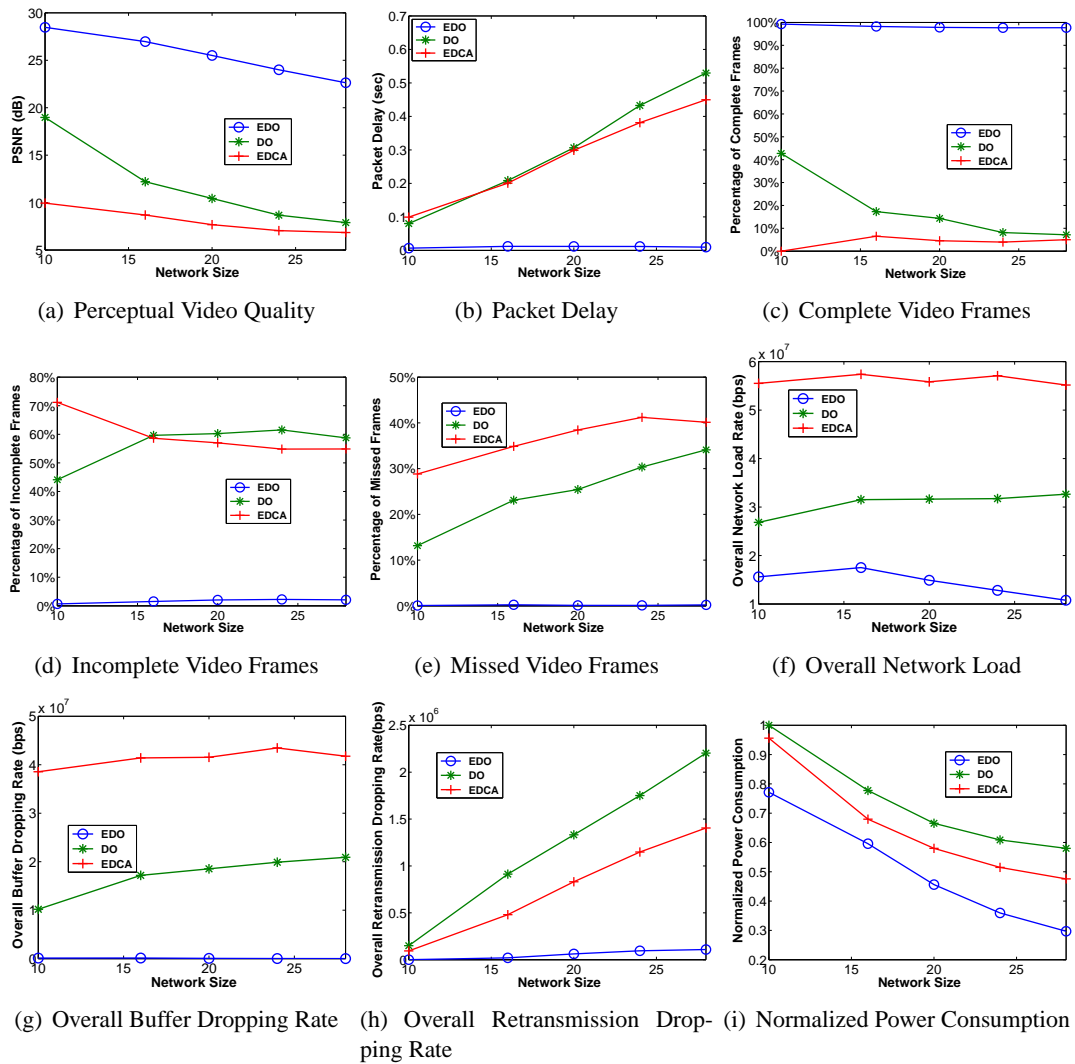 30
25
20
15
10
5
10 15 20 25
PSNR (dB)
Network Size
EDO
DO
EDCA
(a) Perceptual Video Quality
0.7
0.6
0.5
0.4
0.3
0.2
0.1
0
10 15 20 25
Packet Delay (sec)
Network Size
EDO
DO
EDCA
(b) Packet Delay
100%
90%
80%
70%
60%
50%
40%
30%
20%
10%
0%
10 15 20 25
Percentage of Complete Frames
Network Size
EDO
DO
EDCA
(c) Complete Video Frames
80%
70%
60%
50%
40%
30%
20%
10%
0%
10 15 20 25
Percentage of Incomplete Frames
Network Size
EDO
DO
EDCA
(d) Incomplete Video Frames
50%
40%
30%
20%
10%
0%
10 15 20 25
Percentage of Missed Frames
Network Size
EDO
DO
EDCA
(e) Missed Video Frames
x 10^7
6
5
4
3
2
1
10 15 20 25
Overall Network Load Rate (bps)
Network Size
EDO
DO
EDCA
(f) Overall Network Load
x 10^7
5
4
3
2
1
0
10 15 20 25
Overall Buffer Dropping Rate (bps)
Network Size
EDO
DO
EDCA
(g) Overall Buffer Dropping Rate
x 10^6
2.5
2
1.5
1
0.5
0
10 15 20 25
Overall Retransmission Dropping Rate(bps)
Network Size
EDO
DO
EDCA
(h) Overall Retransmission Drop-
ping Rate
1
0.9
0.8
0.7
0.6
0.5
0.4
0.3
0.2
10 15 20 25
Normalized Power Consumption
Network Size
EDO
DO
EDCA
(i) Normalized Power Consumption